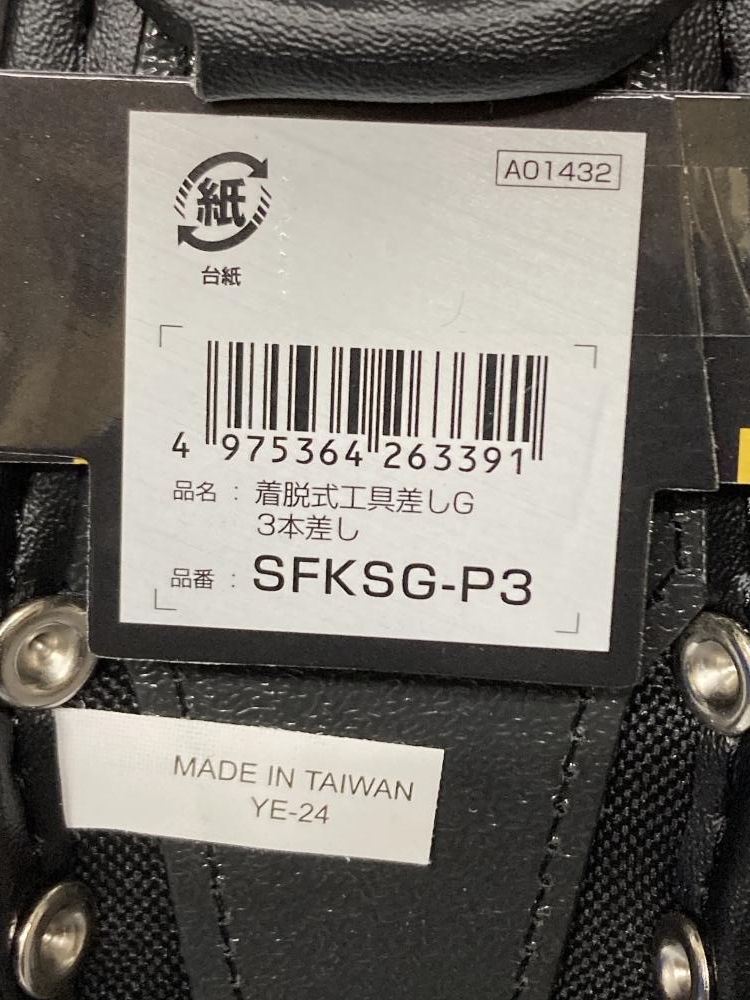 A01432
紙
台紙
4 975364 263391
品名 : 着脱式工具差しG
3本差し
品番 : SFKSG-P3
MADE IN TAIWAN
YE-24